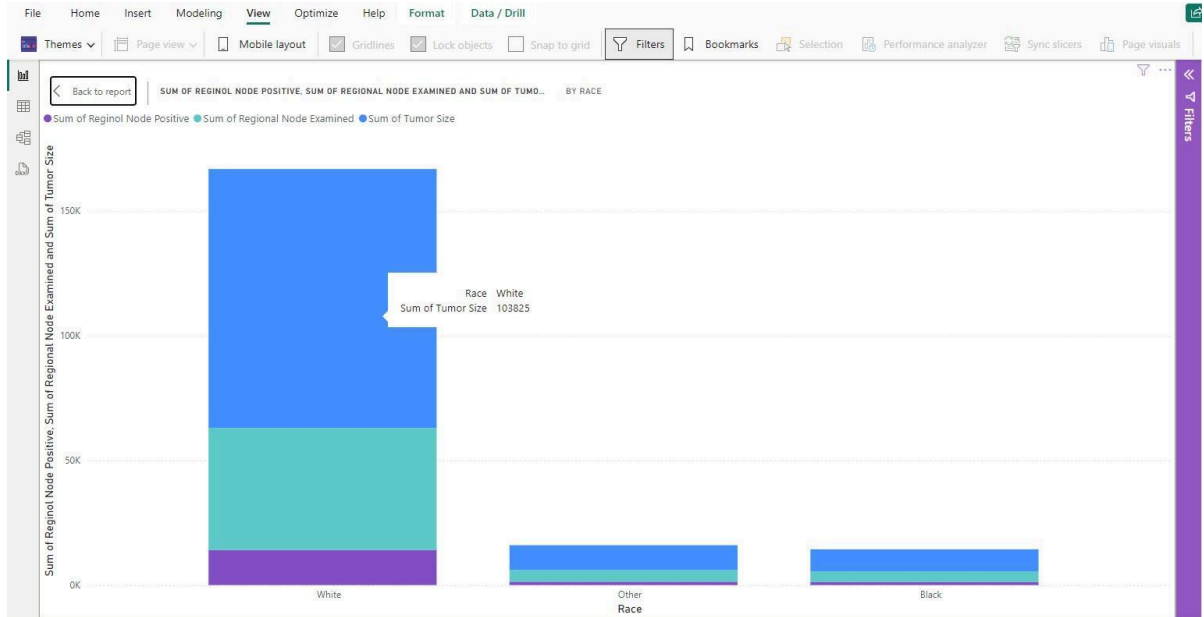 File Home Insert Modeling View Optimize Help Format Data / Drill
Themes Page view Mobile layout Gridlines Lock objects Snap to grid Filters Bookmarks Selection Performance analyzer Sync slicers Page visuals
Back to report SUM OF REGINOL NODE POSITIVE, SUM OF REGIONAL NODE EXAMINED AND SUM OF TUMO... BY RACE
Sum of Reginol Node Positive Sum of Regional Node Examined Sum of Tumor Size
Filters
Sum of Reginol Node Positive, Sum of Regional Node Examined and Sum of Tumor Size
150K
100K
50K
0K
Race White
Sum of Tumor Size 103825
White Other Black
Race